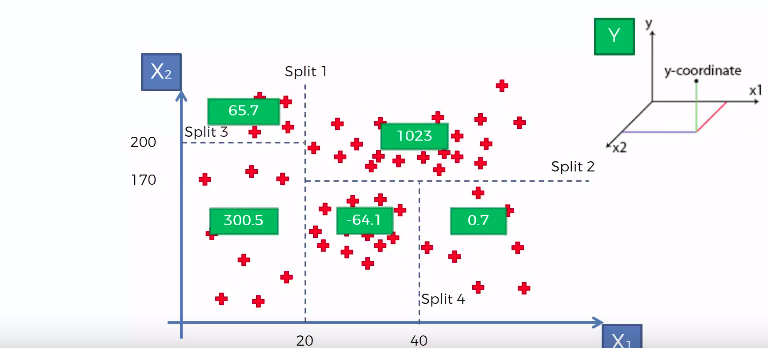 Y
y
y-coordinate
x1
x2
X₂
Split 1
65.7
Split 3
200
1023
Split 2
170
300.5
-64.1
0.7
Split 4
20
40
X₁